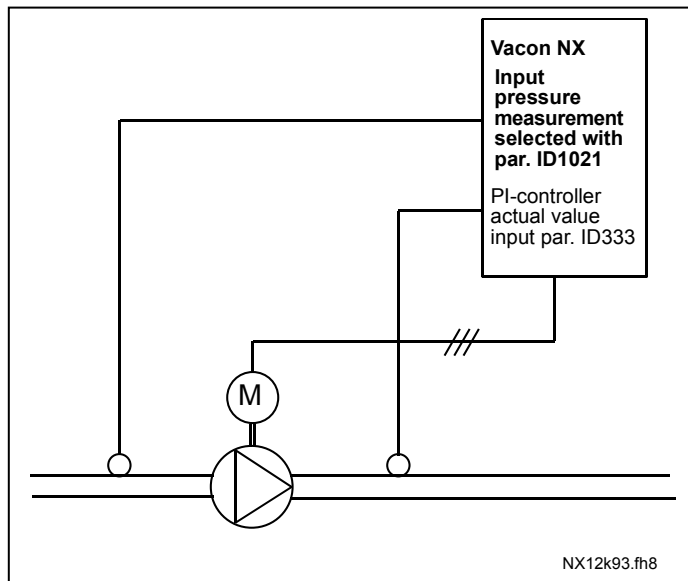 Vacon NX
Input
pressure
measurement
selected with
par. ID1021
PI-controller
actual value
input par. ID333
M
NX12k93.fh8